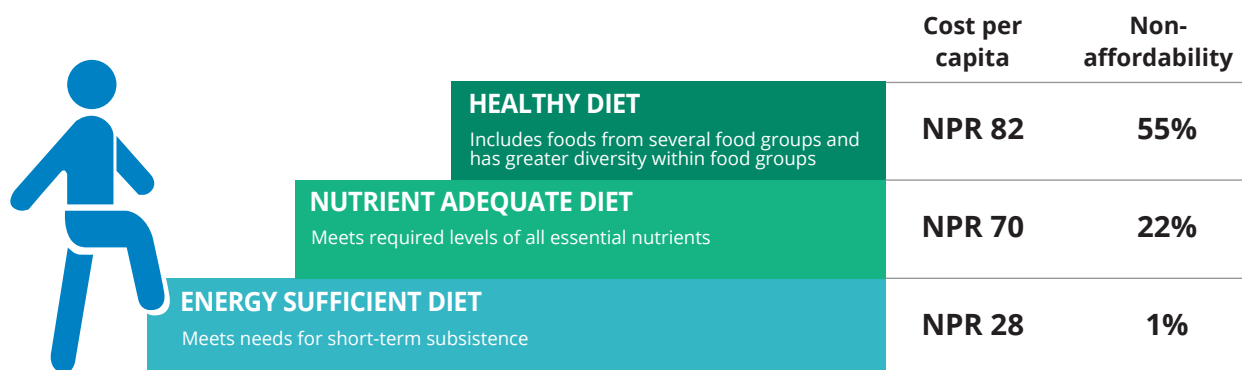 Cost per
capita
Non-
affordability
HEALTHY DIET
Includes foods from several food groups and
has greater diversity within food groups
NPR 82
55%
NUTRIENT ADEQUATE DIET
Meets required levels of all essential nutrients
NPR 70
22%
ENERGY SUFFICIENT DIET
Meets needs for short-term subsistence
NPR 28
1%